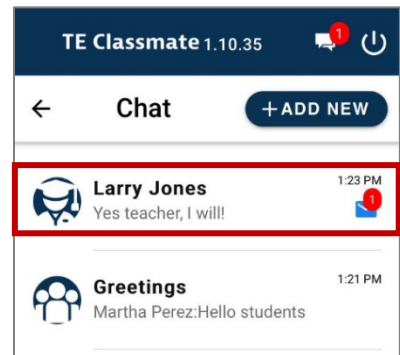 TE Classmate 1.10.35 1
← Chat +ADD NEW
Larry Jones 1:23 PM
Yes teacher, I will! 1
Greetings 1:21 PM
Martha Perez:Hello students